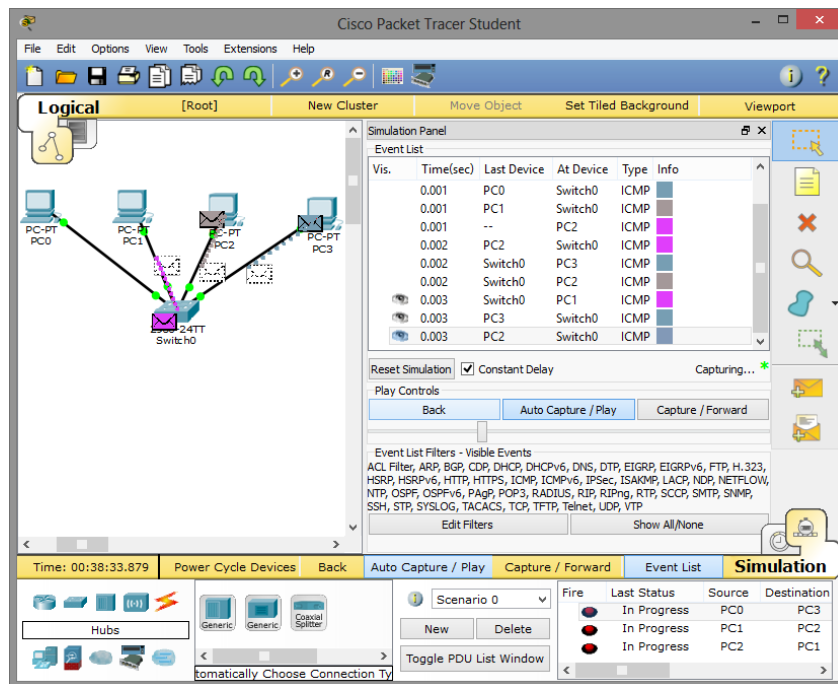 Cisco Packet Tracer Student
File Edit Options View Tools Extensions Help
Logical [Root] New Cluster Move Object Set Tiled Background Viewport
PC-PT
PC0
PC-PT
PC1
PC-PT
PC2
PC-PT
PC3
24TT
Switch0
Simulation Panel
Event List
Vis. Time(sec) Last Device At Device Type Info
0.001 PC0 Switch0 ICMP
0.001 PC1 Switch0 ICMP
0.001 -- PC2 ICMP
0.002 PC2 Switch0 ICMP
0.002 Switch0 PC3 ICMP
0.002 Switch0 PC2 ICMP
0.003 Switch0 PC1 ICMP
0.003 PC3 Switch0 ICMP
0.003 PC2 Switch0 ICMP
Reset Simulation Constant Delay Capturing... *
Play Controls
Back Auto Capture / Play Capture / Forward
Event List Filters - Visible Events
ACL Filter, ARP, BGP, CDP, DHCP, DHCPv6, DNS, DTP, EIGRP, EIGRPv6, FTP, H.323,
HSRP, HSRPv6, HTTP, HTTPS, ICMP, ICMPv6, IPSec, ISAKMP, LACP, NDP, NETFLOW,
NTP, OSPF, OSPFv6, PAgP, POP3, RADIUS, RIP, RIPng, RTP, SCCP, SMTP, SNMP,
SSH, STP, SYSLOG, TACACS, TCP, TFTP, Telnet, UDP, VTP
Edit Filters Show All/None
Time: 00:38:33.879 Power Cycle Devices Back Auto Capture / Play Capture / Forward Event List Simulation
Hubs
Generic Generic Coaxial Splitter
tomatically Choose Connection Ty
Scenario 0
New Delete
Toggle PDU List Window
Fire Last Status Source Destination
In Progress PC0 PC3
In Progress PC1 PC2
In Progress PC2 PC1